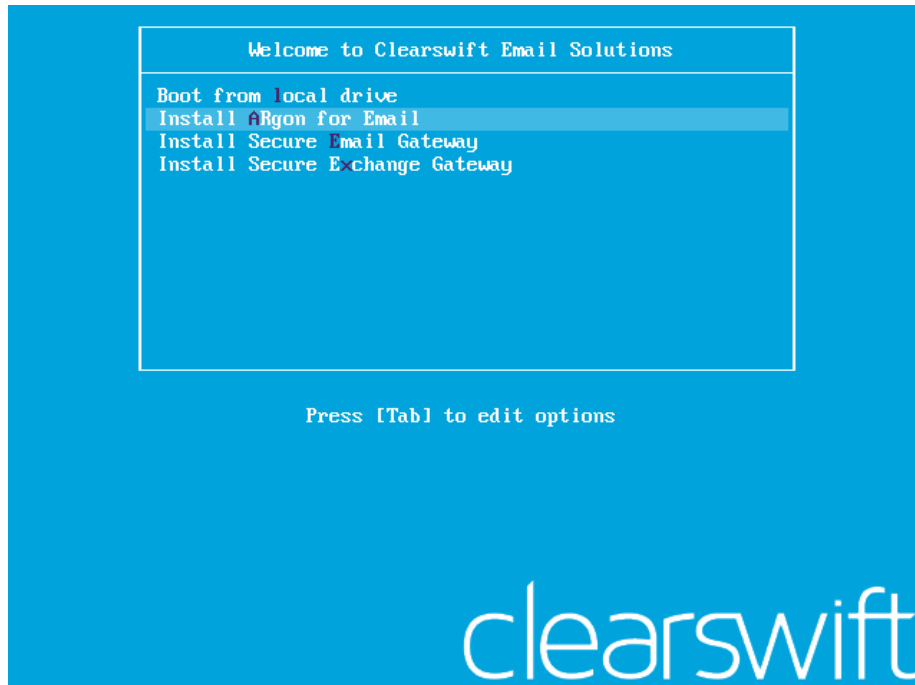 Welcome to Clearswift Email Solutions
Boot from local drive
Install ARgon for Email
Install Secure Email Gateway
Install Secure Exchange Gateway
Press [Tab] to edit options
clearswift